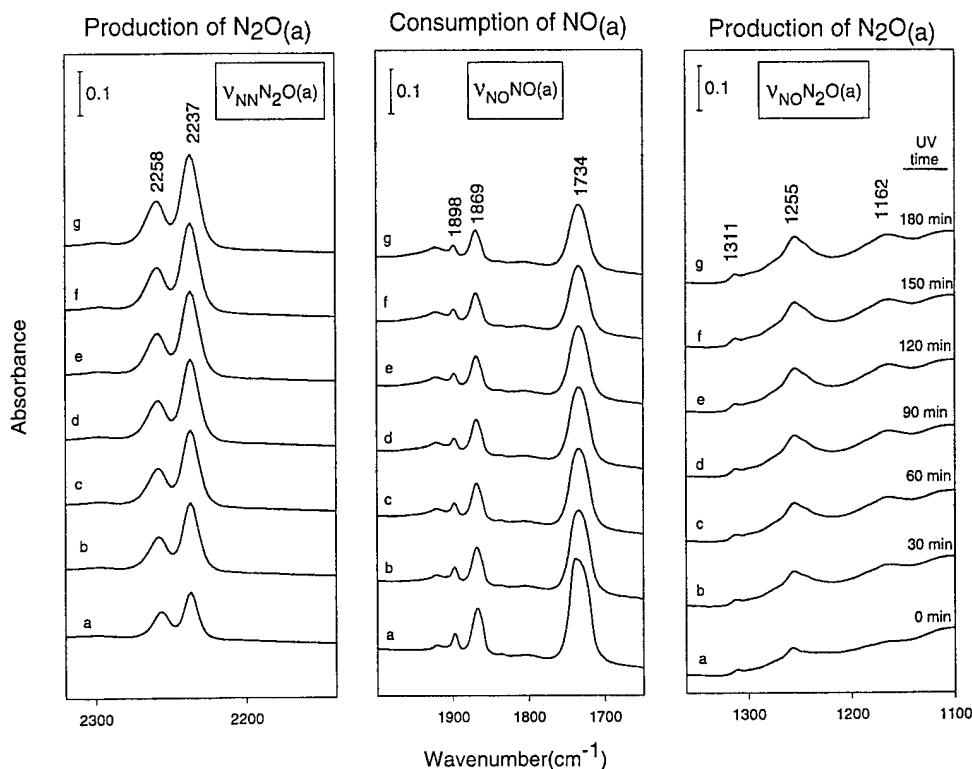 Production of N2O(a)
0.1
νNNN2O(a)
2258
2237
g
f
e
d
c
b
a
2300
2200
Consumption of NO(a)
0.1
νNONO(a)
1898
1869
1734
g
f
e
d
c
b
a
1900
1800
1700
Production of N2O(a)
0.1
νNON2O(a)
UV
time
1311
1255
1162
180 min
g
150 min
f
120 min
e
90 min
d
60 min
c
30 min
b
0 min
a
1300
1200
1100
Absorbance
Wavenumber(cm-1)